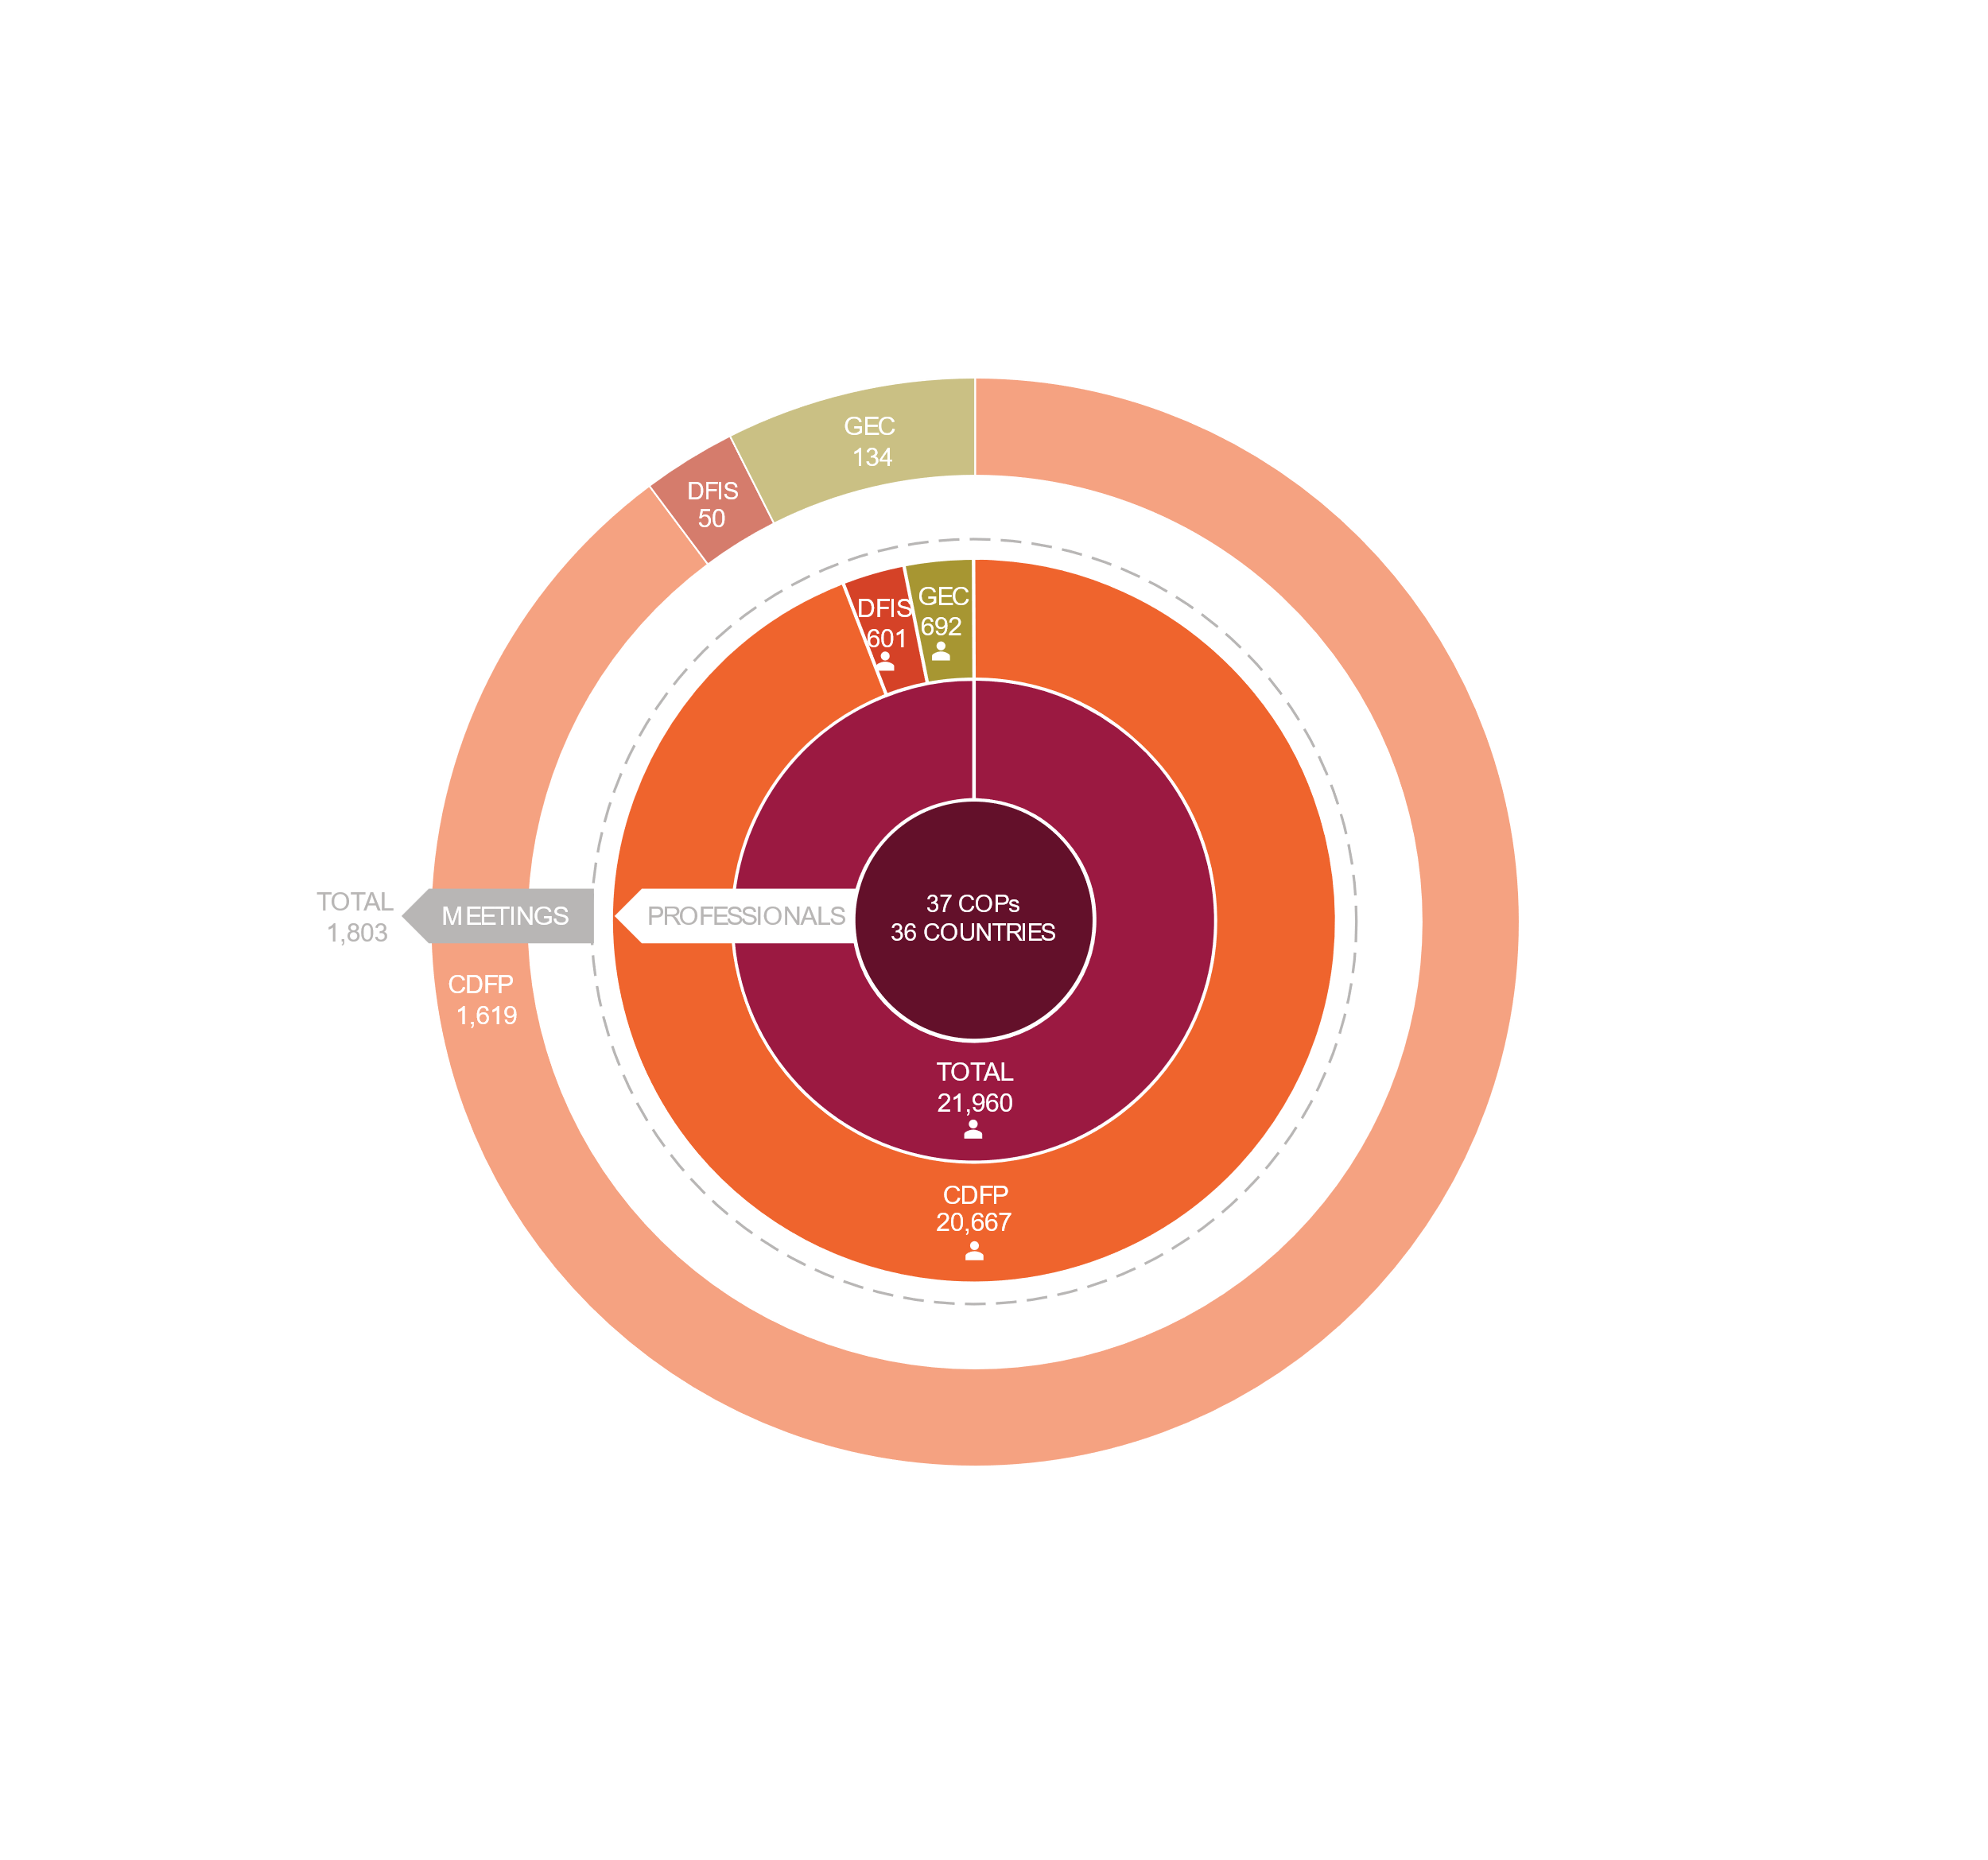 GEC
134
DFIS
50
GEC
692
DFIS
601
TOTAL
1,803
MEETINGS
PROFESSIONALS
37 COPs
36 COUNTRIES
CDFP
1,619
TOTAL
21,960
CDFP
20,667